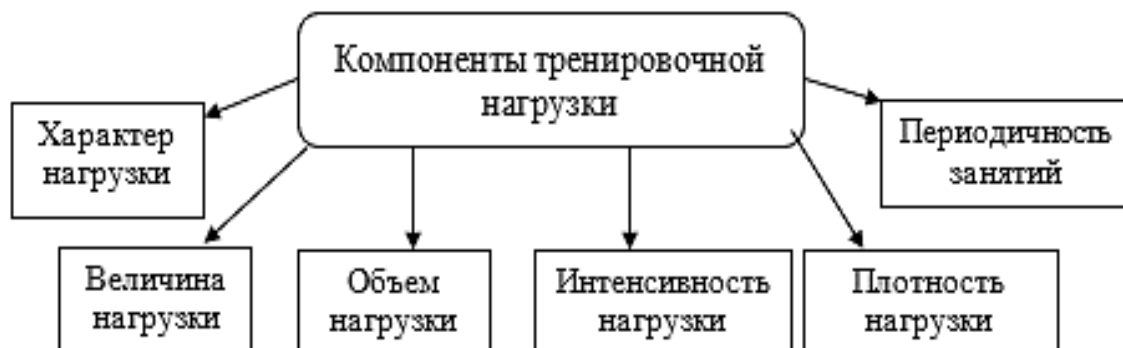 Компоненты тренировочной
нагрузки
Характер
нагрузки
Периодичность
занятий
Величина
нагрузки
Объем
нагрузки
Интенсивность
нагрузки
Плотность
нагрузки